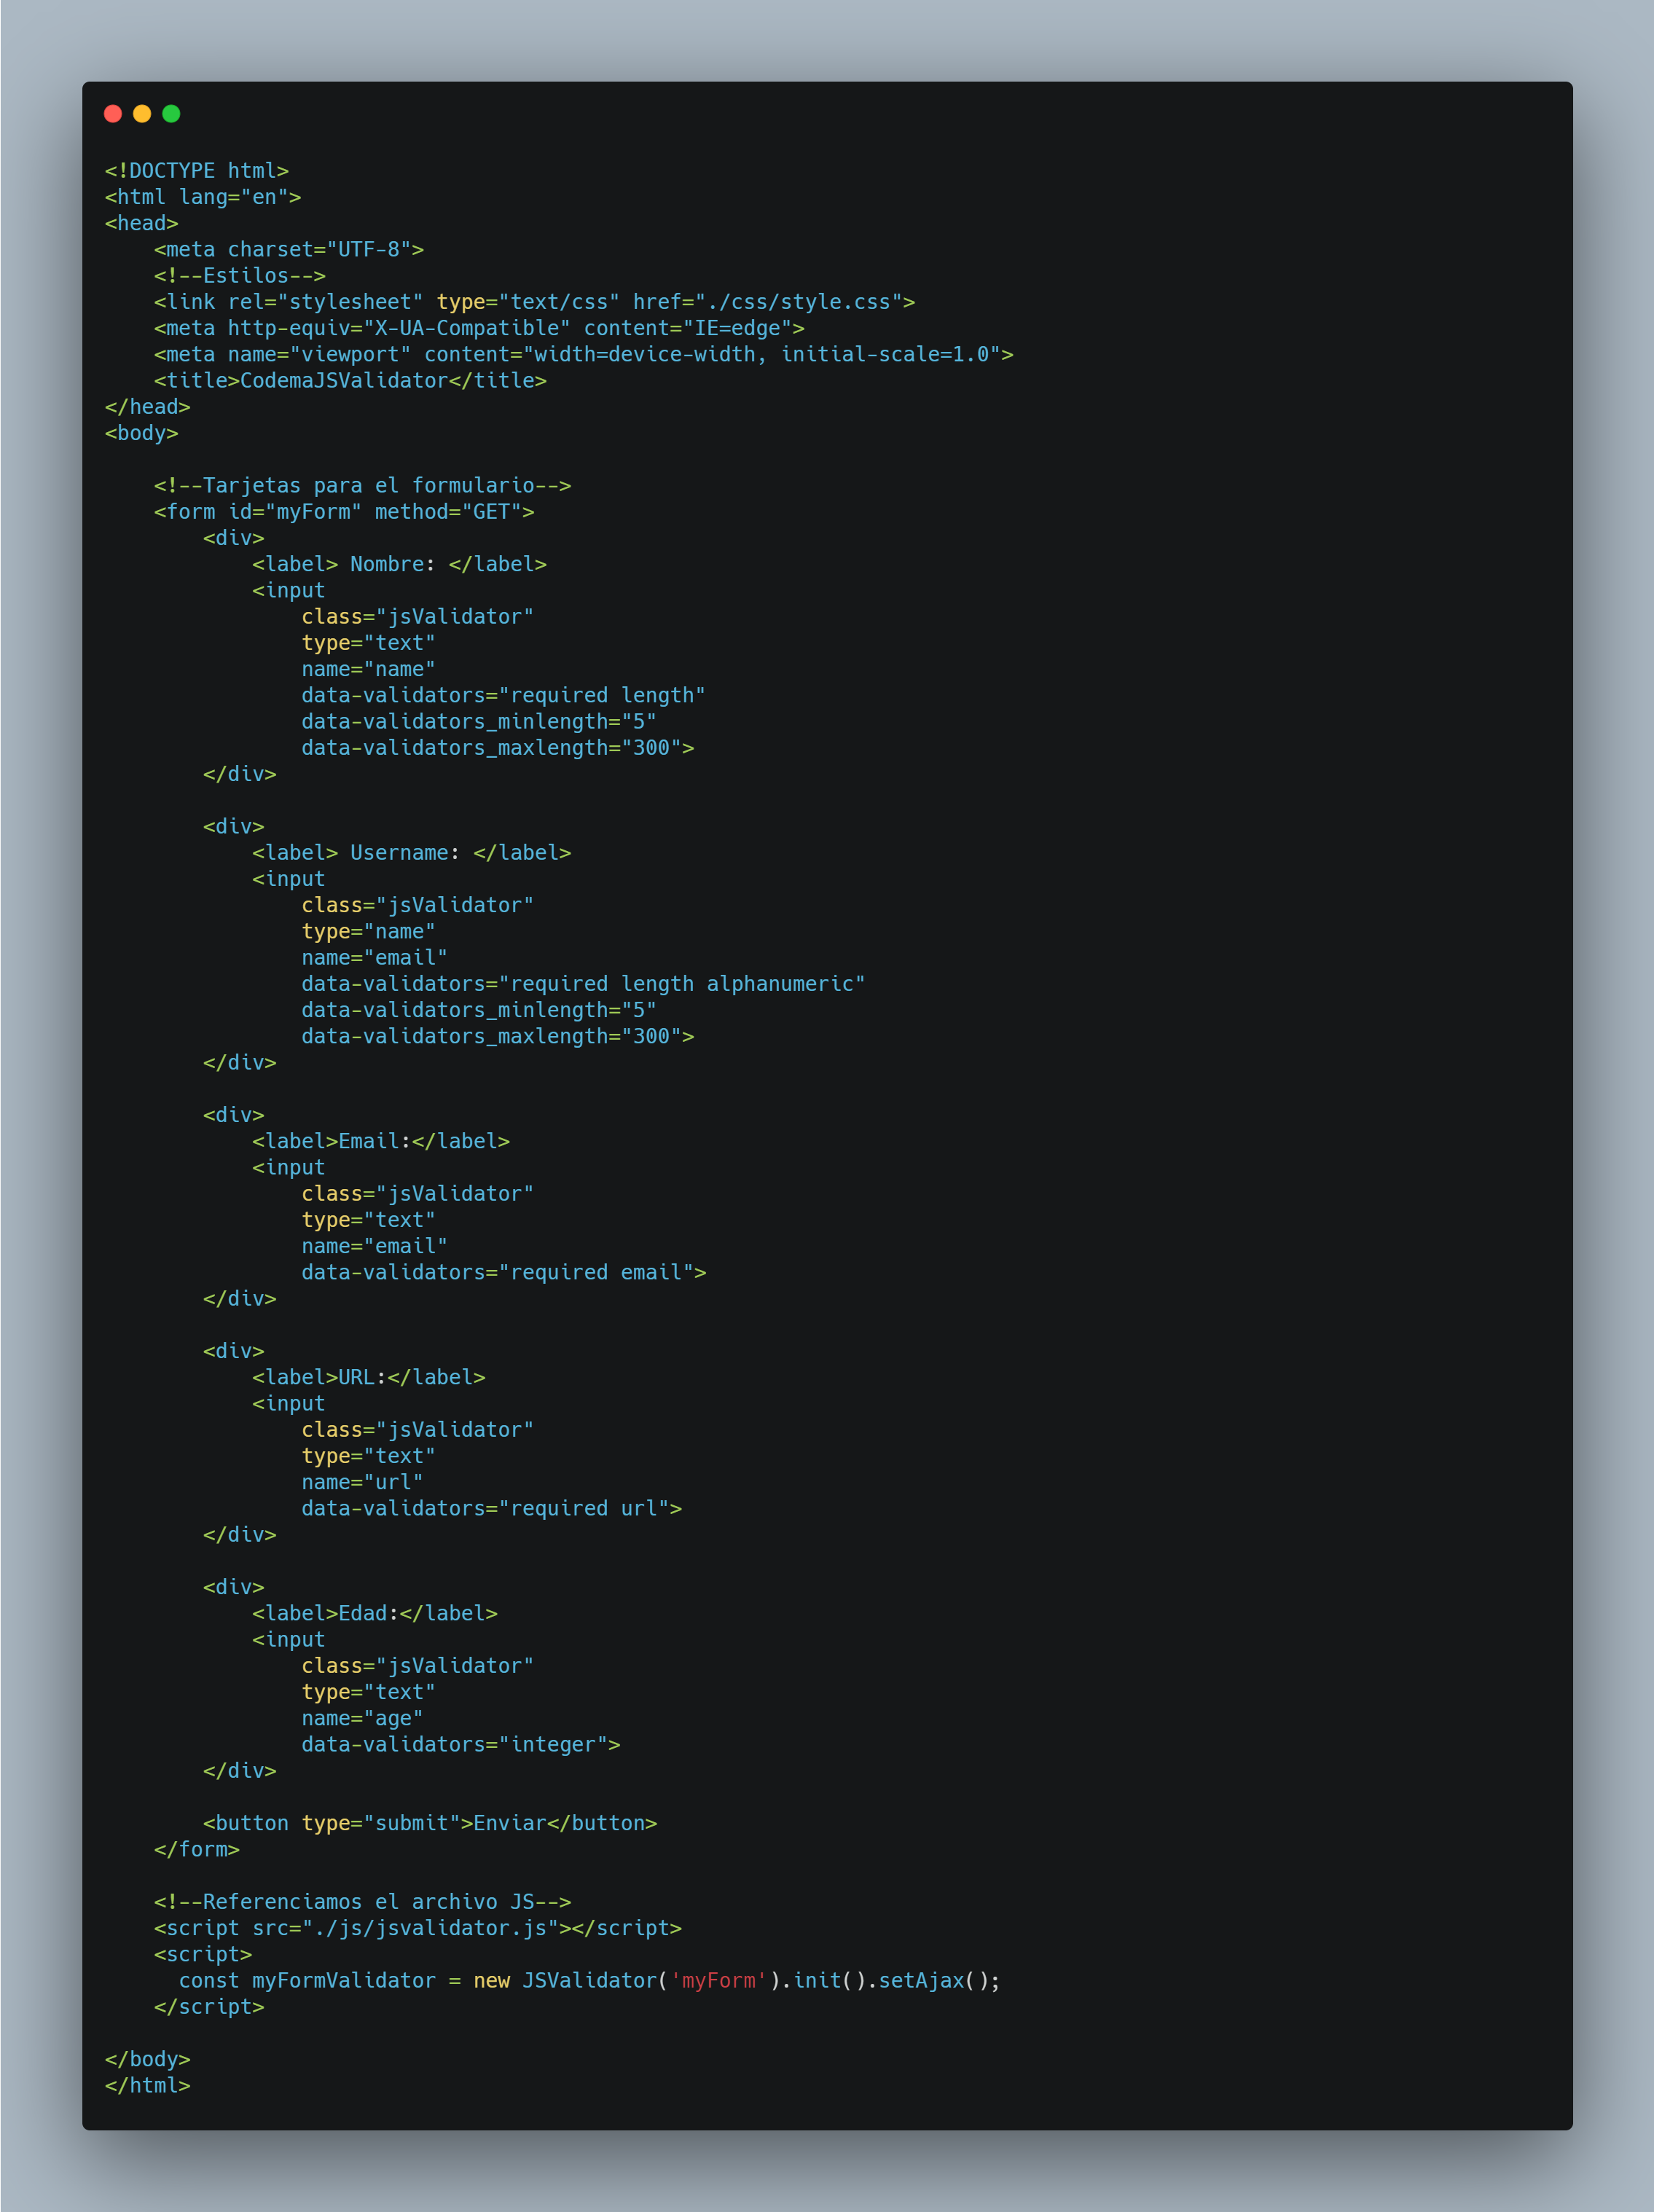 <!DOCTYPE html>
<html lang="en">
<head>
    <meta charset="UTF-8">
    <!--Estilos-->
    <link rel="stylesheet" type="text/css" href="./css/style.css">
    <meta http-equiv="X-UA-Compatible" content="IE=edge">
    <meta name="viewport" content="width=device-width, initial-scale=1.0">
    <title>CodemaJSValidator</title>
</head>
<body>

    <!--Tarjetas para el formulario-->
    <form id="myForm" method="GET">
        <div>
            <label> Nombre: </label>
            <input
                class="jsValidator"
                type="text"
                name="name"
                data-validators="required length"
                data-validators_minlength="5"
                data-validators_maxlength="300">
        </div>

        <div>
            <label> Username: </label>
            <input
                class="jsValidator"
                type="name"
                name="email"
                data-validators="required length alphanumeric"
                data-validators_minlength="5"
                data-validators_maxlength="300">
        </div>

        <div>
            <label>Email:</label>
            <input
                class="jsValidator"
                type="text"
                name="email"
                data-validators="required email">
        </div>

        <div>
            <label>URL:</label>
            <input
                class="jsValidator"
                type="text"
                name="url"
                data-validators="required url">
        </div>

        <div>
            <label>Edad:</label>
            <input
                class="jsValidator"
                type="text"
                name="age"
                data-validators="integer">
        </div>

        <button type="submit">Enviar</button>
    </form>

    <!--Referenciamos el archivo JS-->
    <script src="./js/jsvalidator.js"></script>
    <script>
      const myFormValidator = new JSValidator('myForm').init().setAjax();
    </script>

</body>
</html>